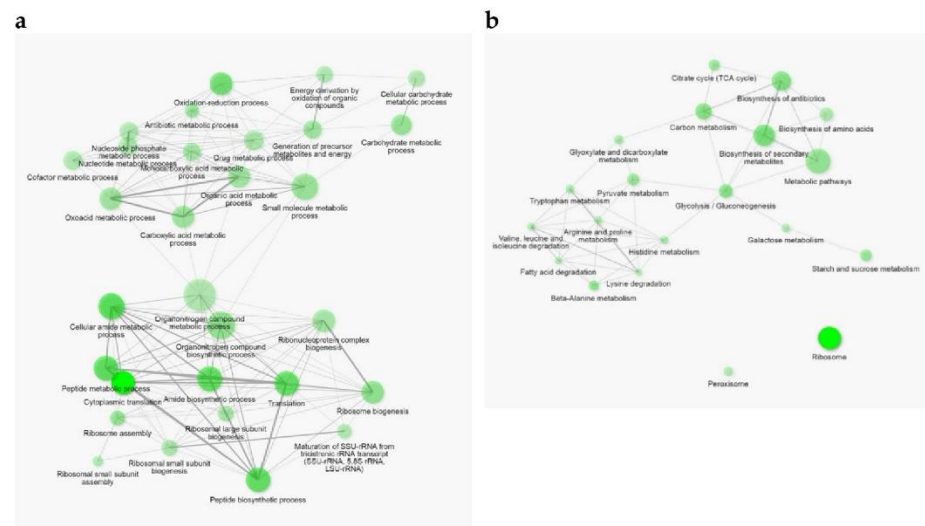 a
b
Oxidation-reduction process
Energy derivation by
oxidation of organic
compounds
Cellular carbohydrate
metabolic process
Antibiotic metabolic process
Nucleoside phosphate
metabolic process
Nucleotide metabolic process
Drug metabolic process
Generation of precursor
metabolites and energy
Carbohydrate metabolic
process
Cofactor metabolic process
Monocarboxylic acid metabolic
process
Organic acid metabolic
process
Small molecule metabolic
process
Oxoacid metabolic process
Carboxylic acid metabolic
process
Cellular amide metabolic
process
Organonitrogen compound
metabolic process
Organonitrogen compound
biosynthetic process
Ribonucleoprotein complex
biogenesis
Peptide metabolic process
Cytoplasmic translation
Amide biosynthetic process
Translation
Ribosome biogenesis
Ribosome assembly
Ribosomal large subunit
biogenesis
Maturation of SSU-rRNA from
tricistronic rRNA transcript
(SSU-rRNA, 5.8S rRNA,
LSU-rRNA)
Ribosomal small subunit
assembly
Ribosomal small subunit
biogenesis
Peptide biosynthetic process
Citrate cycle (TCA cycle)
Biosynthesis of antibiotics
Carbon metabolism
Biosynthesis of amino acids
Glyoxylate and dicarboxylate
metabolism
Biosynthesis of secondary
metabolites
Metabolic pathways
Pyruvate metabolism
Tryptophan metabolism
Glycolysis / Gluconeogenesis
Arginine and proline
metabolism
Valine, leucine and
isoleucine degradation
Histidine metabolism
Galactose metabolism
Fatty acid degradation
Lysine degradation
Starch and sucrose metabolism
Beta-Alanine metabolism
Ribosome
Peroxisome